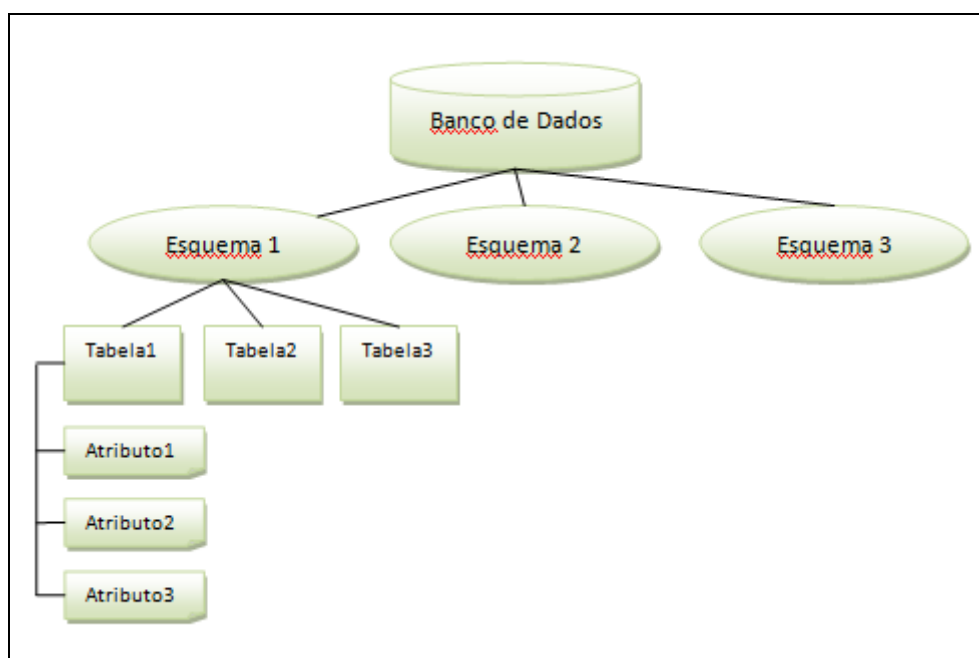 Banco de Dados
Esquema 1
Esquema 2
Esquema 3
Tabela1
Tabela2
Tabela3
Atributo1
Atributo2
Atributo3